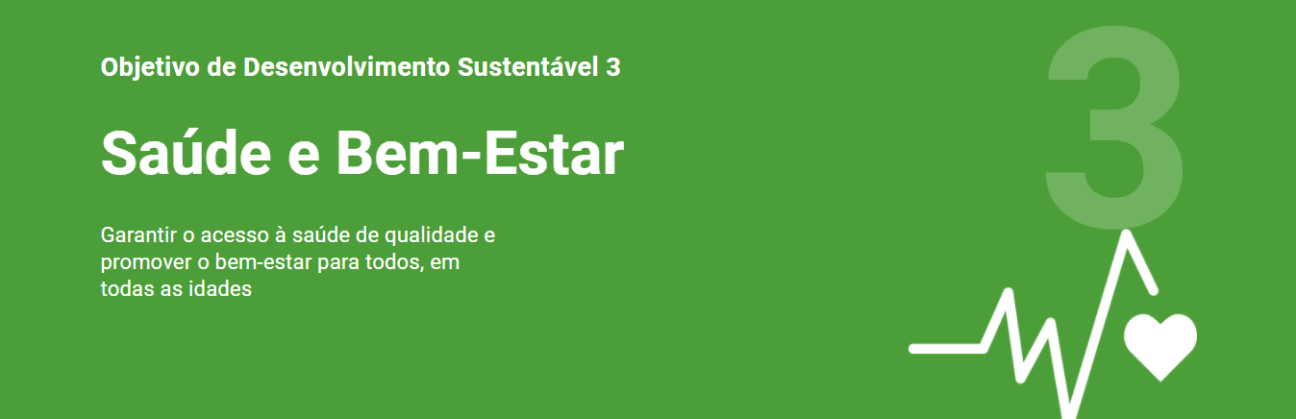 Objetivo de Desenvolvimento Sustentável 3
Saúde e Bem-Estar
Garantir o acesso à saúde de qualidade e
promover o bem-estar para todos, em
todas as idades
3